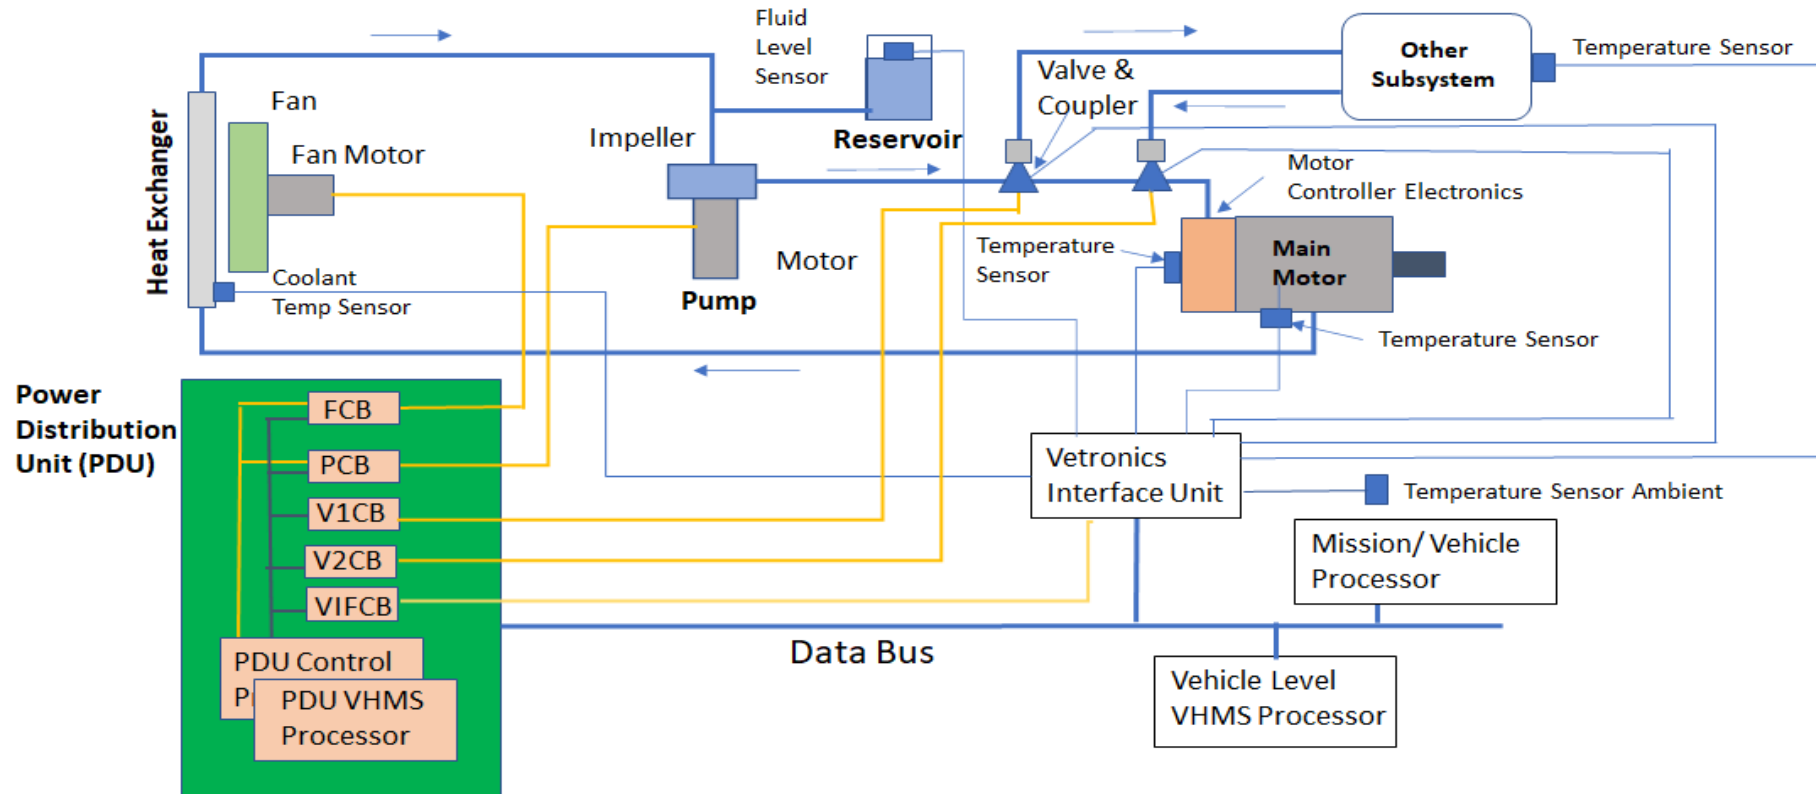 Fluid
Level
Sensor
Other
Subsystem
Temperature Sensor
Valve &
Coupler
Fan
Impeller
Reservoir
Fan Motor
Heat Exchanger
Motor
Controller Electronics
Temperature
Sensor
Main
Motor
Coolant
Temp Sensor
Motor
Pump
Temperature Sensor
Power
Distribution
Unit (PDU)
FCB
PCB
V1CB
V2CB
VIFCB
PDU Control
PDU VHMS
Processor
Vetronics
Interface Unit
Temperature Sensor Ambient
Mission/ Vehicle
Processor
Data Bus
Vehicle Level
VHMS Processor